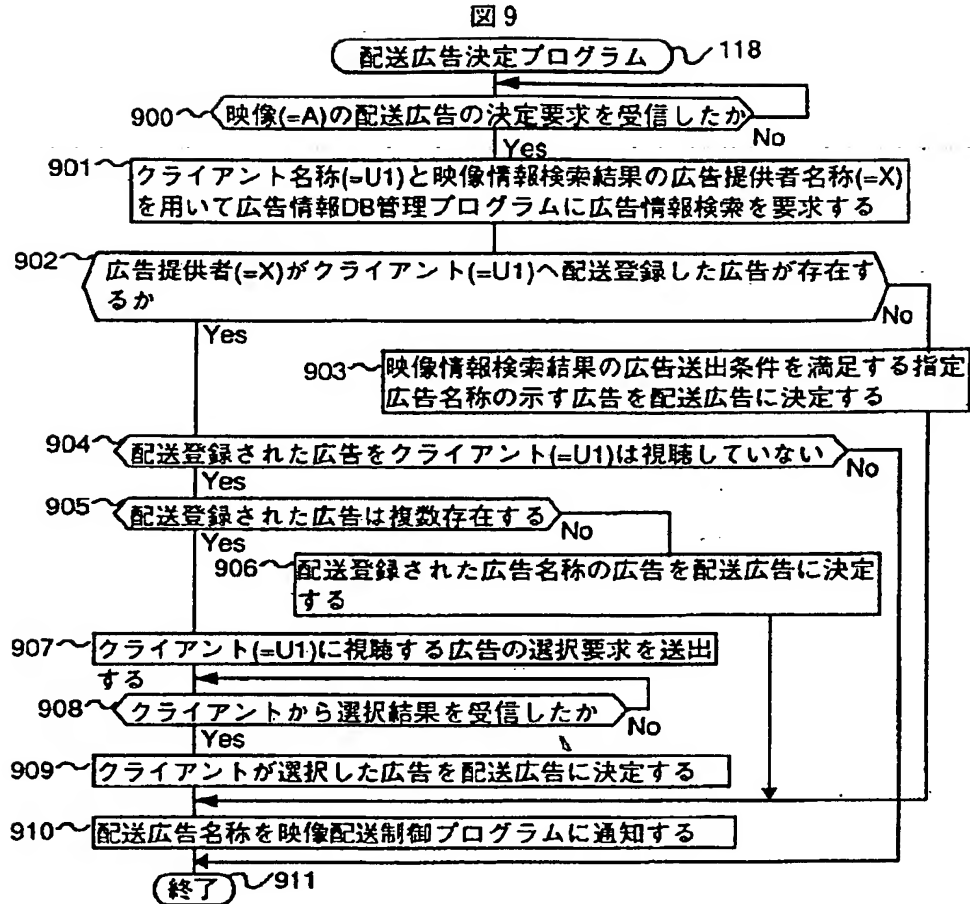 図9
配送広告決定プログラム
118
900
映像(=A)の配送広告の決定要求を受信したか
No
Yes
901
クライアント名称(=U1)と映像情報検索結果の広告提供者名称(=X)
を用いて広告情報DB管理プログラムに広告情報検索を要求する
902
広告提供者(=X)がクライアント(=U1)へ配送登録した広告が存在す
るか
No
Yes
903
映像情報検索結果の広告送出条件を満足する指定
広告名称の示す広告を配送広告に決定する
904
配送登録された広告をクライアント(=U1)は視聴していない
No
Yes
905
配送登録された広告は複数存在する
No
Yes
906
配送登録された広告名称の広告を配送広告に決定
する
907
クライアント(=U1)に視聴する広告の選択要求を送出
する
908
クライアントから選択結果を受信したか
No
Yes
909
クライアントが選択した広告を配送広告に決定する
910
配送広告名称を映像配送制御プログラムに通知する
終了
911